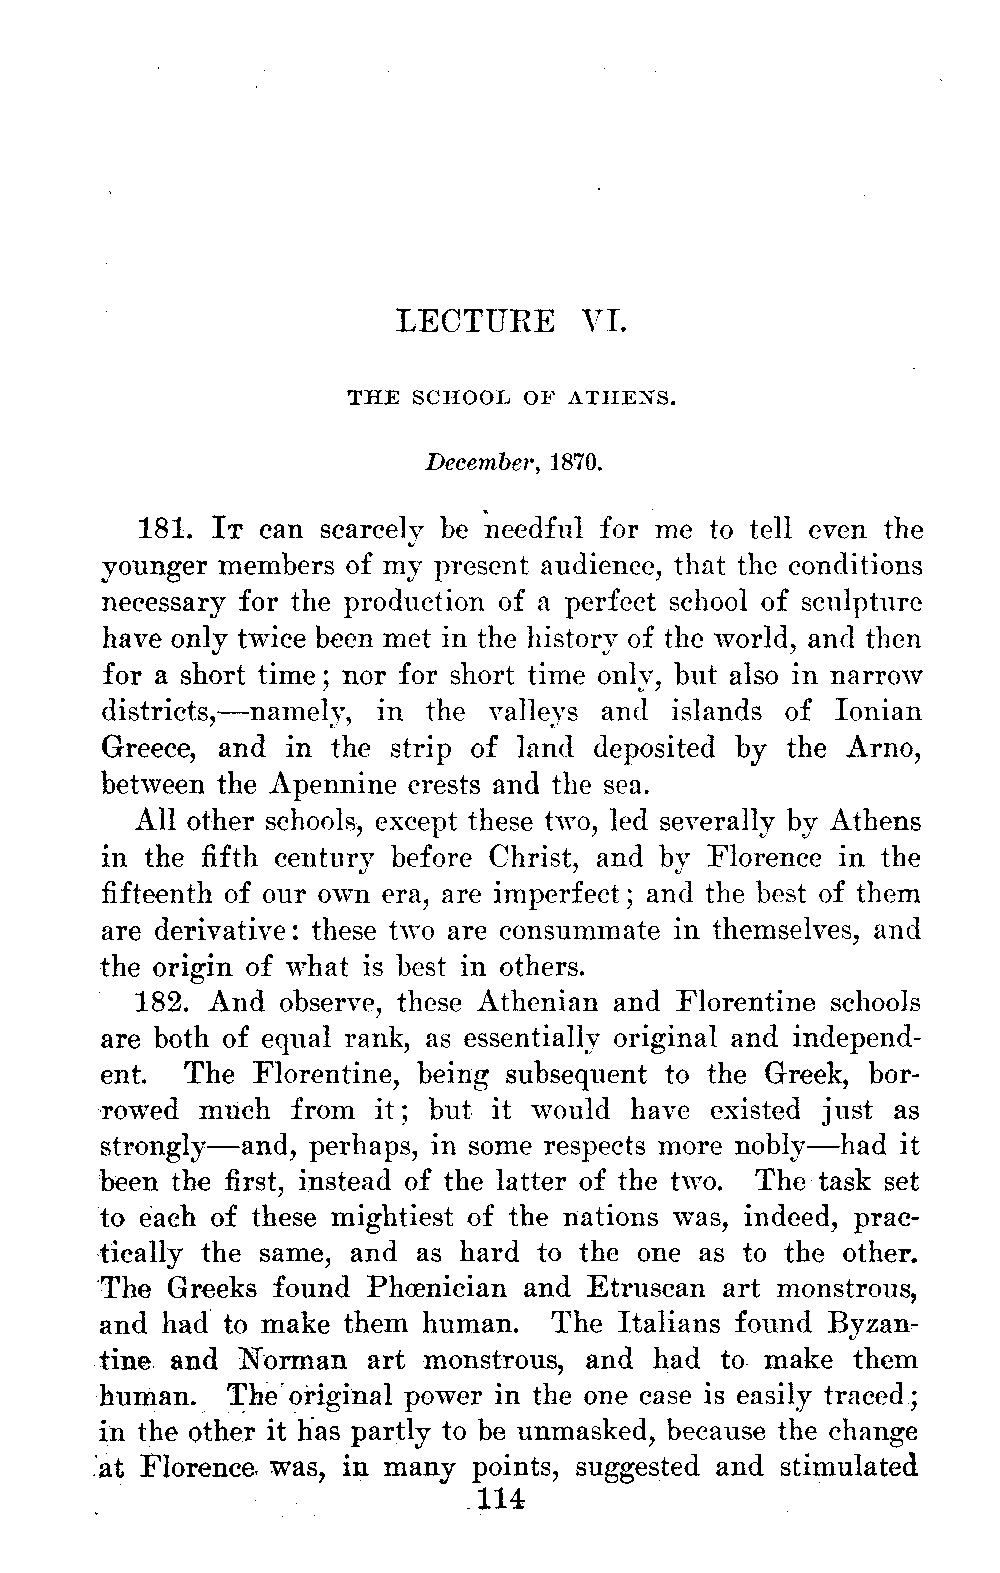 LECTURE VI.
THE SCHOOL OF ATHENS.
December, 1870.
181. IT can scarcely be needful for me to tell even the
younger members of my present audience, that the conditions
necessary for the production of a perfect school of sculpture
have only twice been met in the history of the world, and then
for a short time; nor for short time only, but also in narrow
districts,—namely, in the valleys and islands of Ionian
Greece, and in the strip of land deposited by the Arno,
between the Apennine crests and the sea.
All other schools, except these two, led severally by Athens
in the fifth century before Christ, and by Florence in the
fifteenth of our own era, are imperfect; and the best of them
are derivative: these two are consummate in themselves, and
the origin of what is best in others.
182. And observe, these Athenian and Florentine schools
are both of equal rank, as essentially original and independ-
ent. The Florentine, being subsequent to the Greek, bor-
rowed much from it; but it would have existed just as
strongly—and, perhaps, in some respects more nobly—had it
been the first, instead of the latter of the two. The task set
to each of these mightiest of the nations was, indeed, prac-
tically the same, and as hard to the one as to the other.
The Greeks found Phœnician and Etruscan art monstrous,
and had to make them human. The Italians found Byzan-
tine and Norman art monstrous, and had to make them
human. The original power in the one case is easily traced;
in the other it has partly to be unmasked, because the change
at Florence was, in many points, suggested and stimulated
114